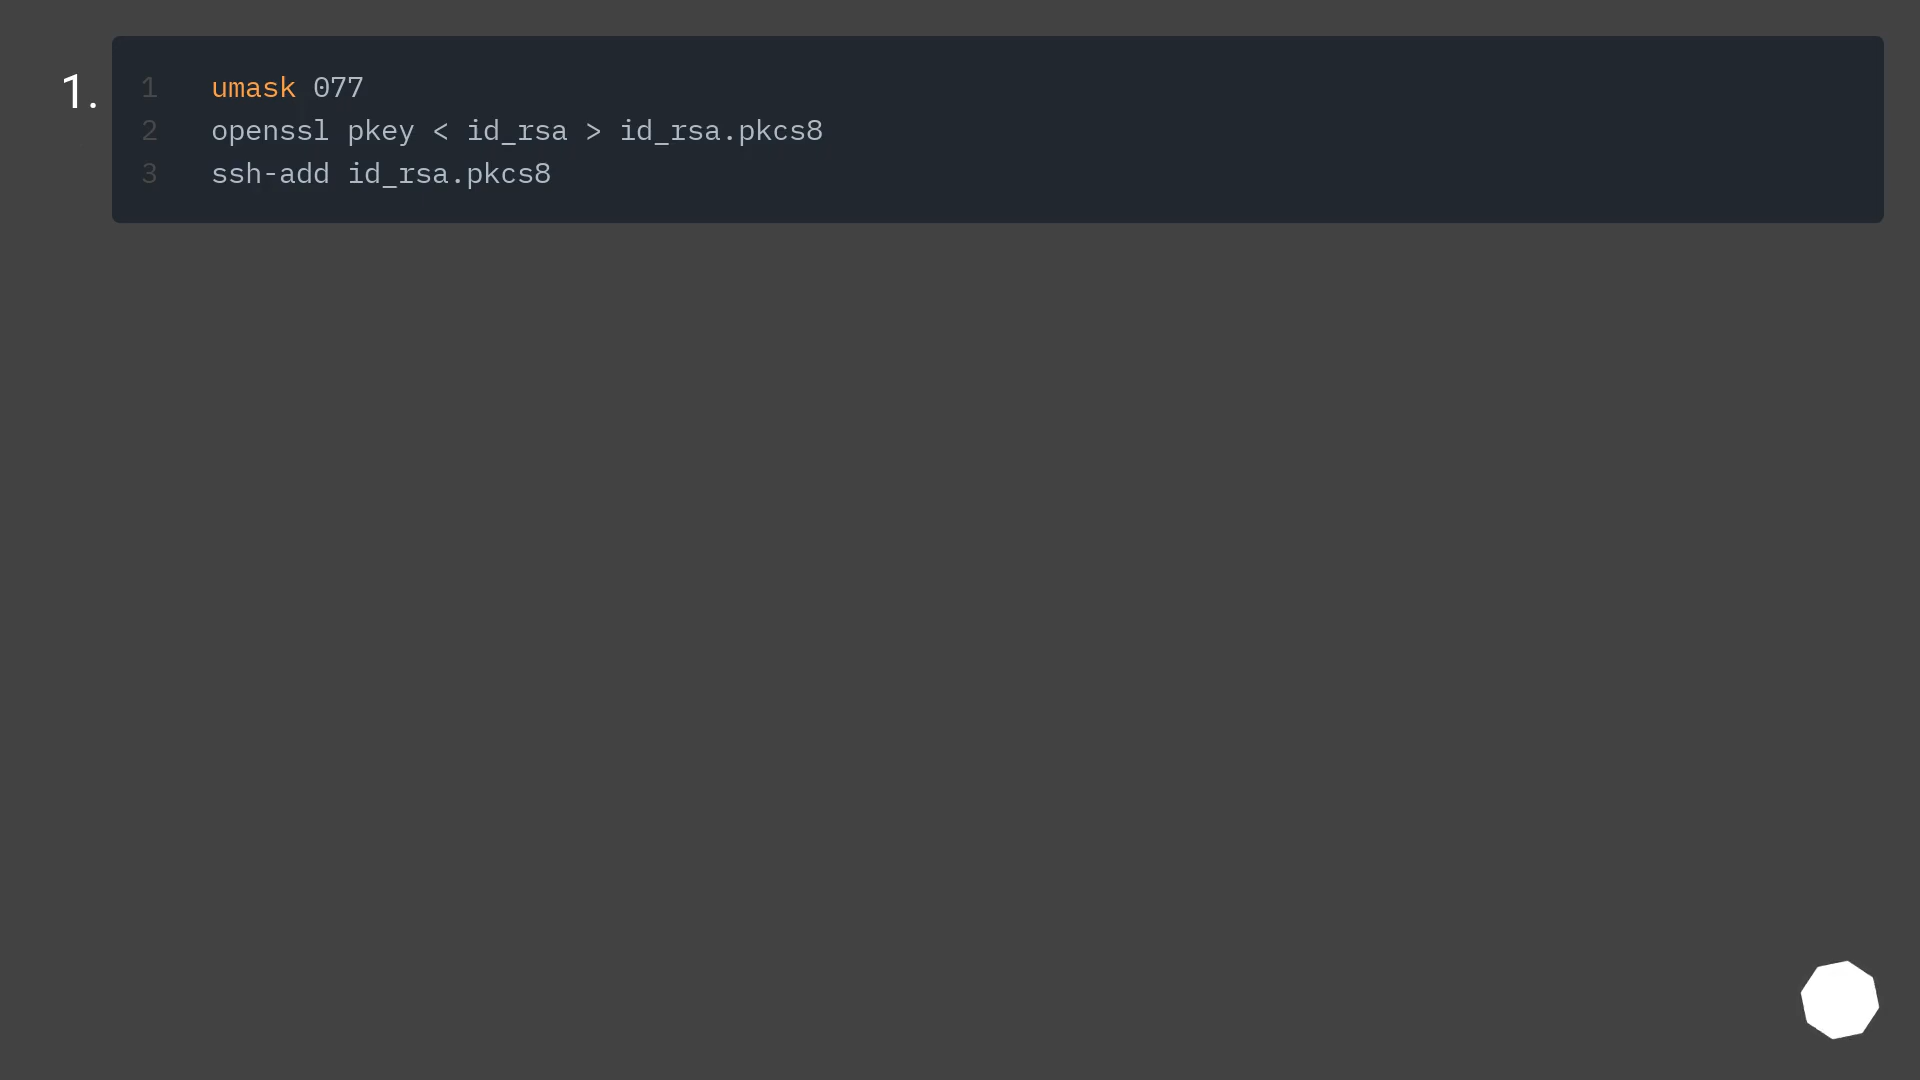 1.
1 umask 077
2 openssl pkey < id_rsa > id_rsa.pkcs8
3 ssh-add id_rsa.pkcs8